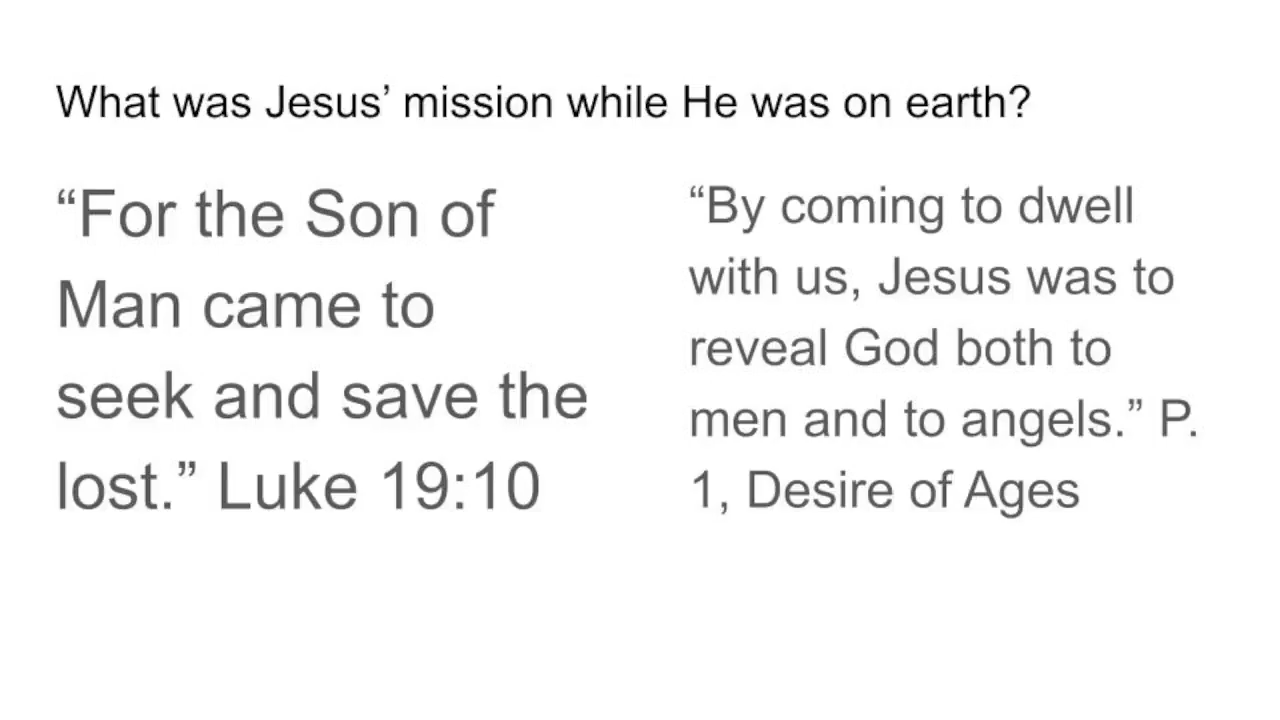 What was Jesus’ mission while He was on earth?
“For the Son of
Man came to
seek and save the
lost.” Luke 19:10
“By coming to dwell
with us, Jesus was to
reveal God both to
men and to angels.” P.
1, Desire of Ages